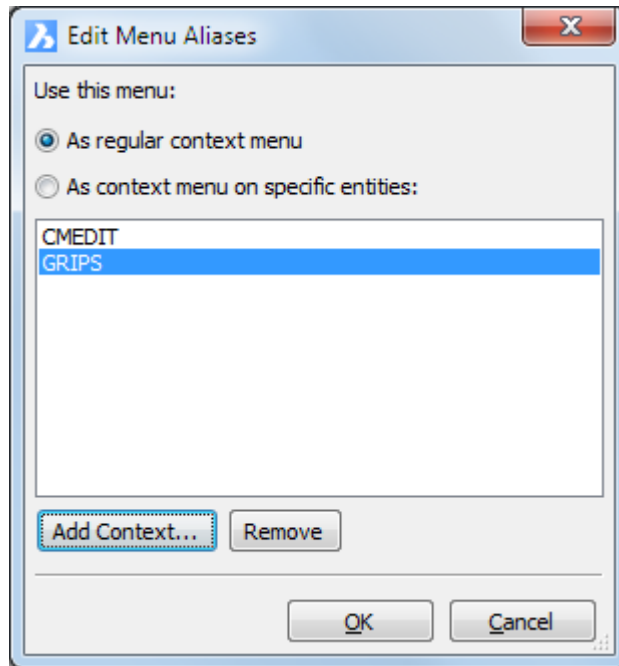 Edit Menu Aliases
Use this menu:
As regular context menu
As context menu on specific entities:
CMEDIT
GRIPS
Add Context... Remove
OK Cancel